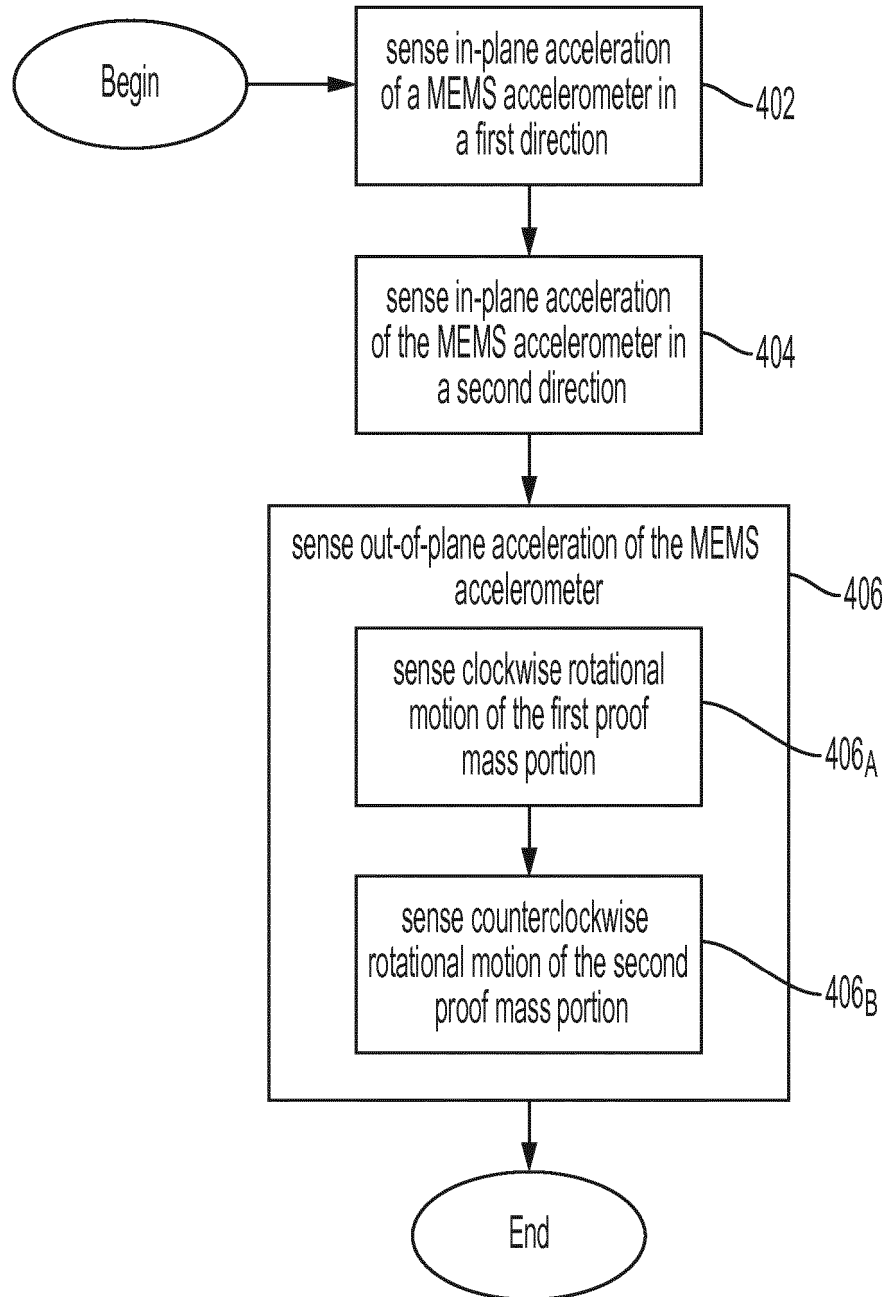 Begin
sense in-plane acceleration
of a MEMS accelerometer in
a first direction
402
sense in-plane acceleration
of the MEMS accelerometer in
a second direction
404
sense out-of-plane acceleration of the MEMS
accelerometer
406
sense clockwise rotational
motion of the first proof
mass portion
406A
sense counterclockwise
rotational motion of the second
proof mass portion
406B
End